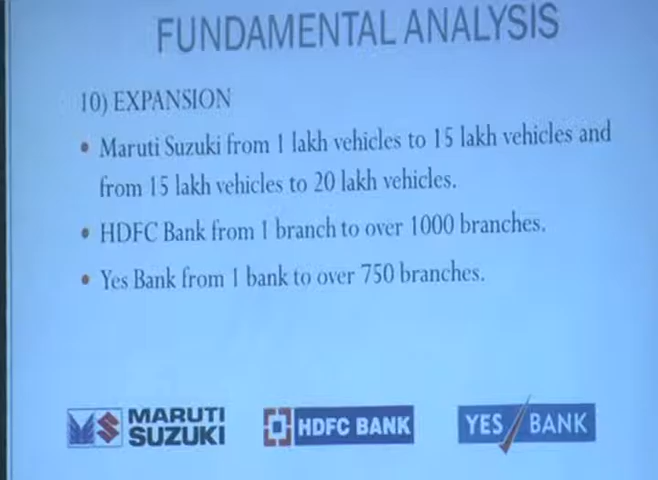 FUNDAMENTAL ANALYSIS
10) EXPANSION
• Maruti Suzuki from 1 lakh vehicles to 15 lakh vehicles and
from 15 lakh vehicles to 20 lakh vehicles.
• HDFC Bank from 1 branch to over 1000 branches.
• Yes Bank from 1 bank to over 750 branches.
MARUTI
SUZUKI
HDFC BANK
YES BANK